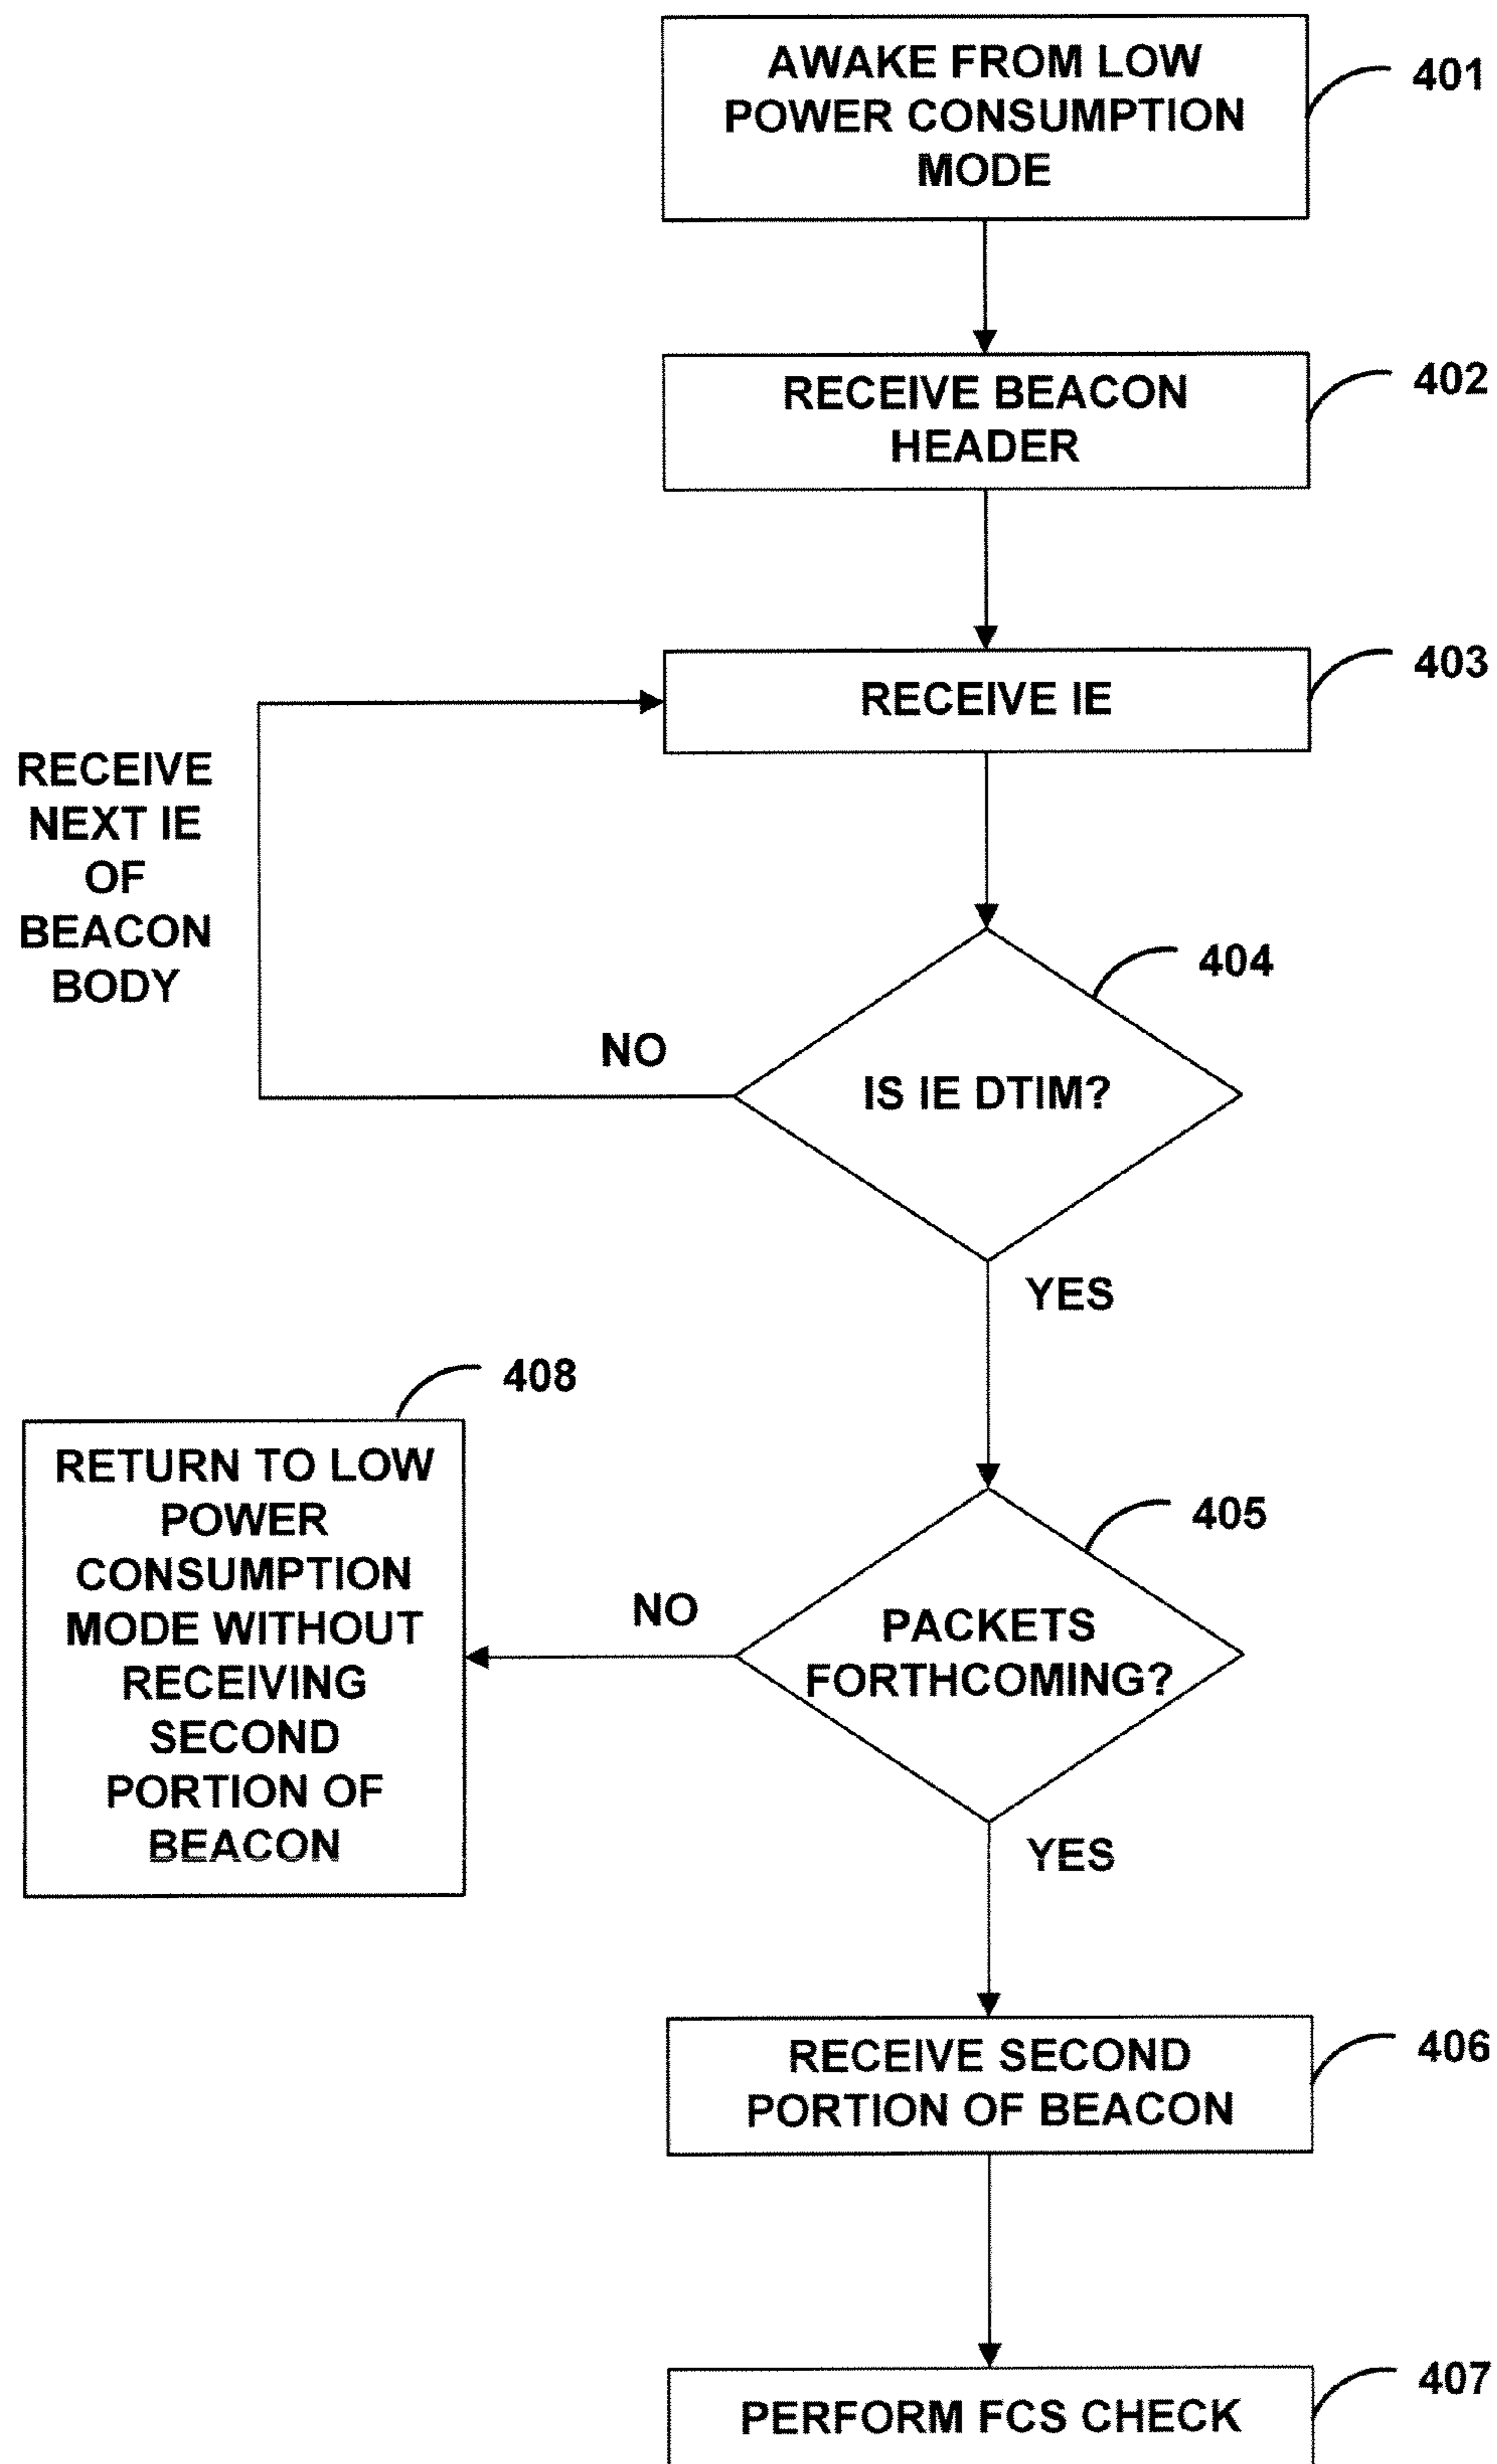 AWAKE FROM LOW
POWER CONSUMPTION
MODE
401
RECEIVE BEACON
HEADER
402
RECEIVE IE
403
RECEIVE
NEXT IE
OF
BEACON
BODY
NO
404
IS IE DTIM?
YES
408
RETURN TO LOW
POWER
CONSUMPTION
MODE WITHOUT
RECEIVING
SECOND
PORTION OF
BEACON
NO
405
PACKETS
FORTHCOMING?
YES
RECEIVE SECOND
PORTION OF BEACON
406
PERFORM FCS CHECK
407